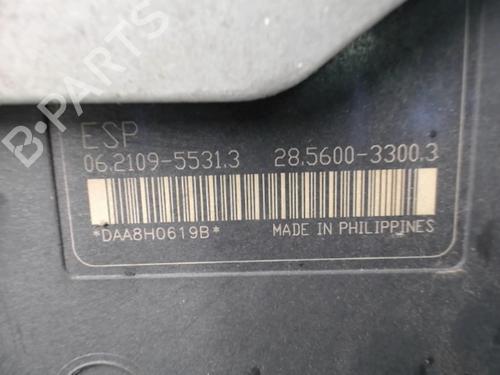 B-PARTS
ESP
06.2109-5531.3 28.5600-3300.3
*DAA8H0619B* MADE IN PHILIPPINES